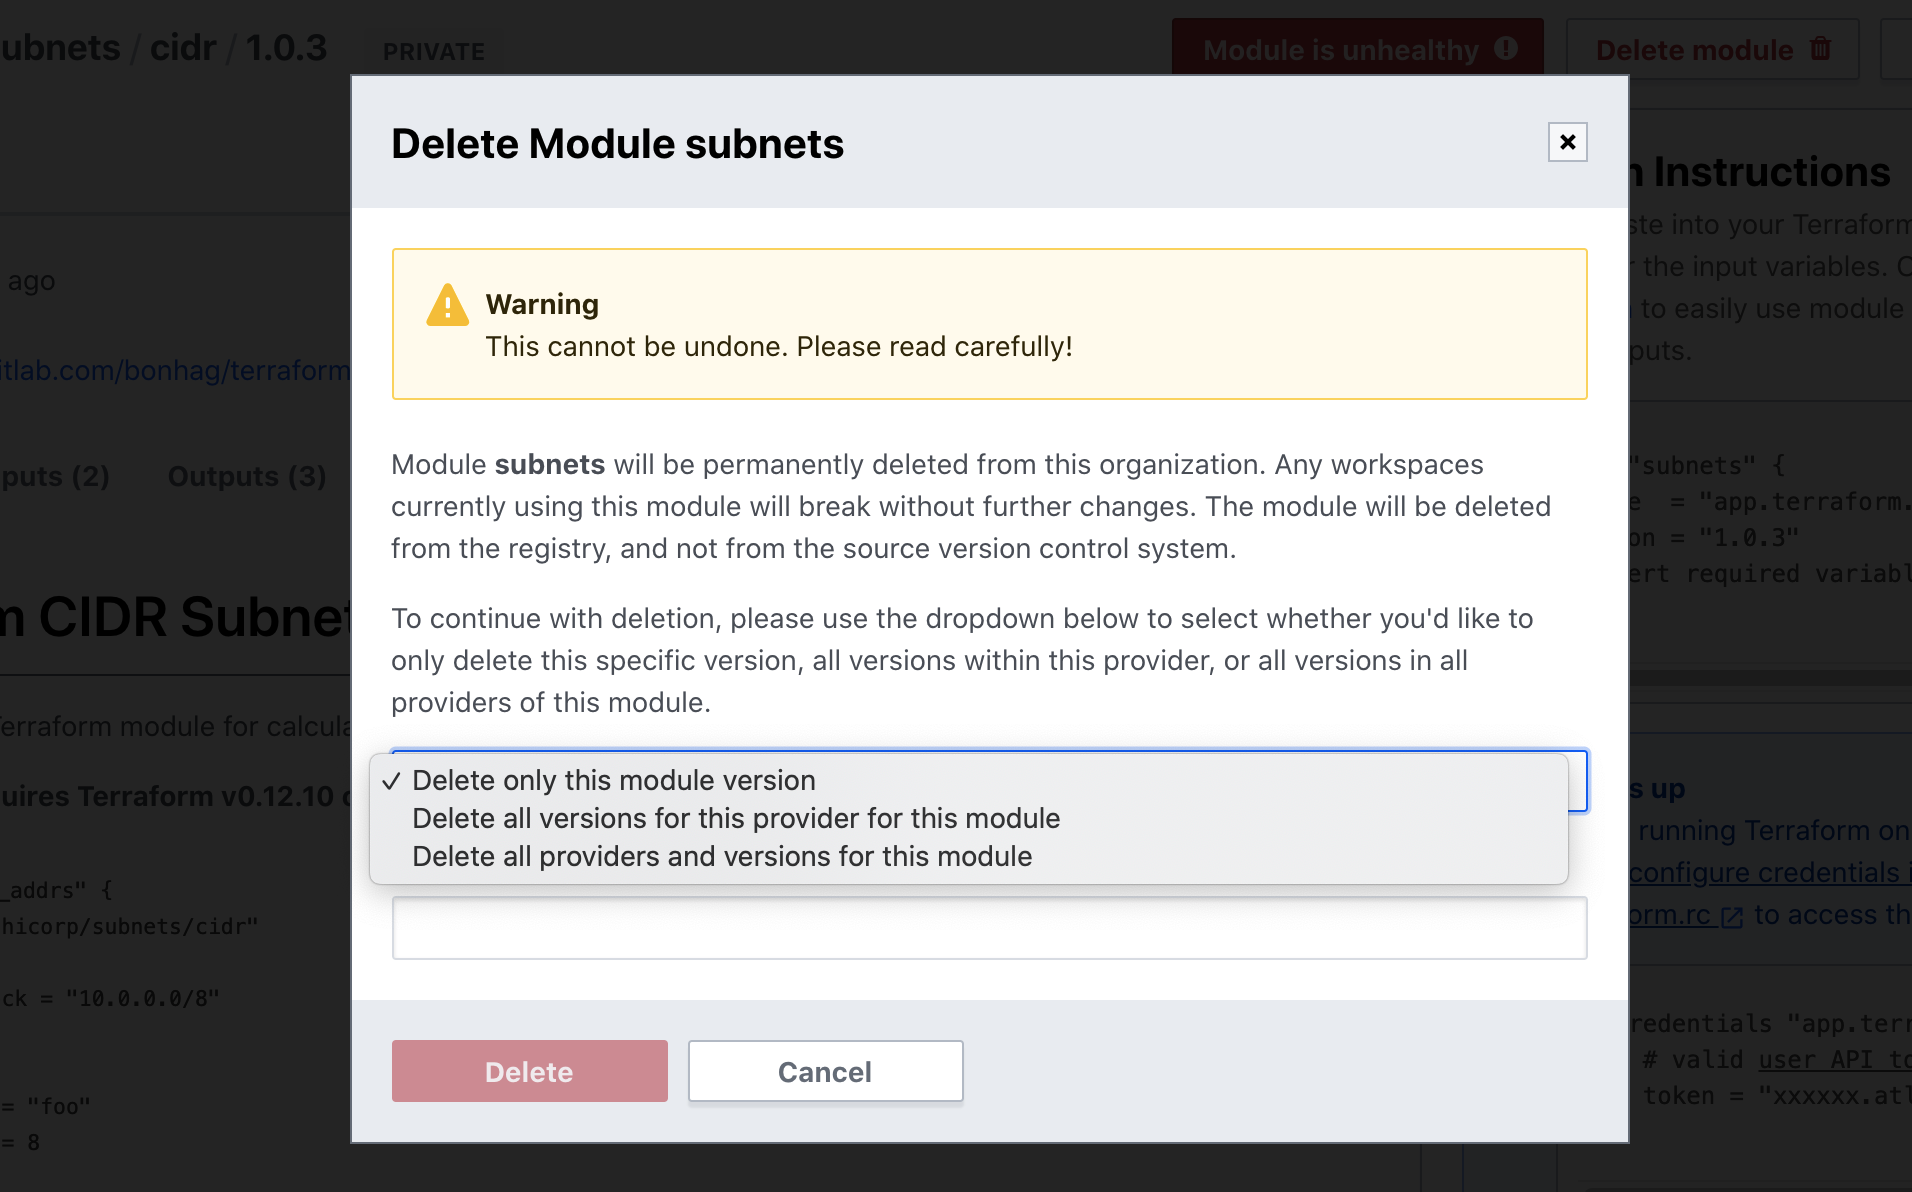 ubnets / cidr / 1.0.3 PRIVATE Module is unhealthy Delete module
Delete Module subnets
n Instructions
ste into your Terraform
r the input variables. C
to easily use module
puts.
ago
itlab.com/bonhag/terraform
Warning
This cannot be undone. Please read carefully!
puts (2) Outputs (3)
Module subnets will be permanently deleted from this organization. Any workspaces
currently using this module will break without further changes. The module will be deleted
from the registry, and not from the source version control system.
"subnets" {
e = "app.terraform.
on = "1.0.3"
ert required variabl
m CIDR Subnet
To continue with deletion, please use the dropdown below to select whether you'd like to
only delete this specific version, all versions within this provider, or all versions in all
providers of this module.
Terraform module for calcula
uires Terraform v0.12.10 o
✓ Delete only this module version
Delete all versions for this provider for this module
Delete all providers and versions for this module
s up
running Terraform on
configure credentials i
orm.rc to access th
_addrs" {
hicorp/subnets/cidr"
ck = "10.0.0.0/8"
= "foo"
= 8
redentials "app.terr
# valid user API to
token = "xxxxxx.atl
Delete Cancel